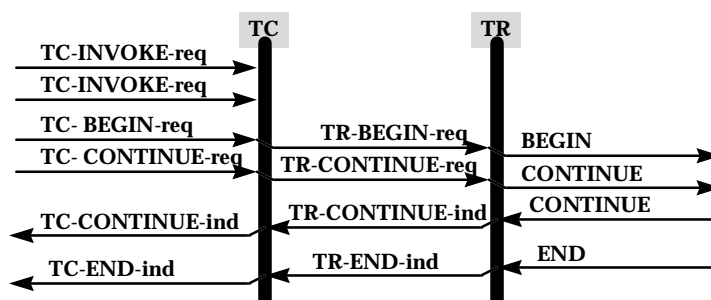 TC TR
TC-INVOKE-req
TC-INVOKE-req
TC- BEGIN-req TR-BEGIN-req BEGIN
TC- CONTINUE-req TR-CONTINUE-req CONTINUE
TC-CONTINUE-ind TR-CONTINUE-ind CONTINUE
TC-END-ind TR-END-ind END